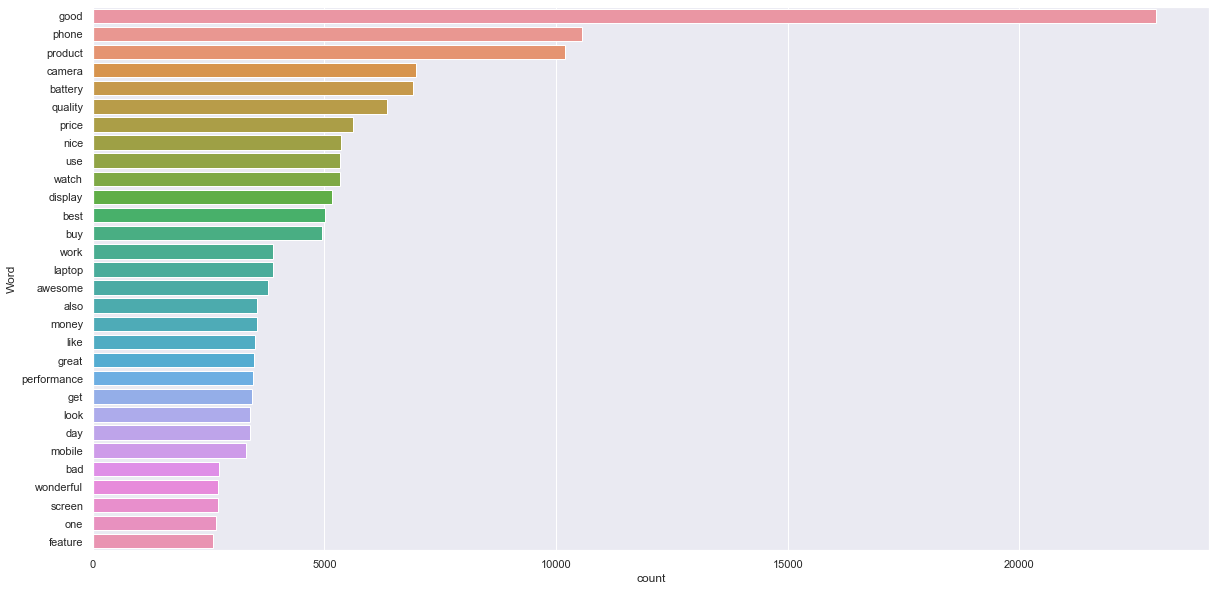 good
phone
product
camera
battery
quality
price
nice
use
watch
display
best
buy
work
laptop
awesome
also
money
like
great
performance
get
look
day
mobile
bad
wonderful
screen
one
feature
Word
0 5000 10000 15000 20000
count